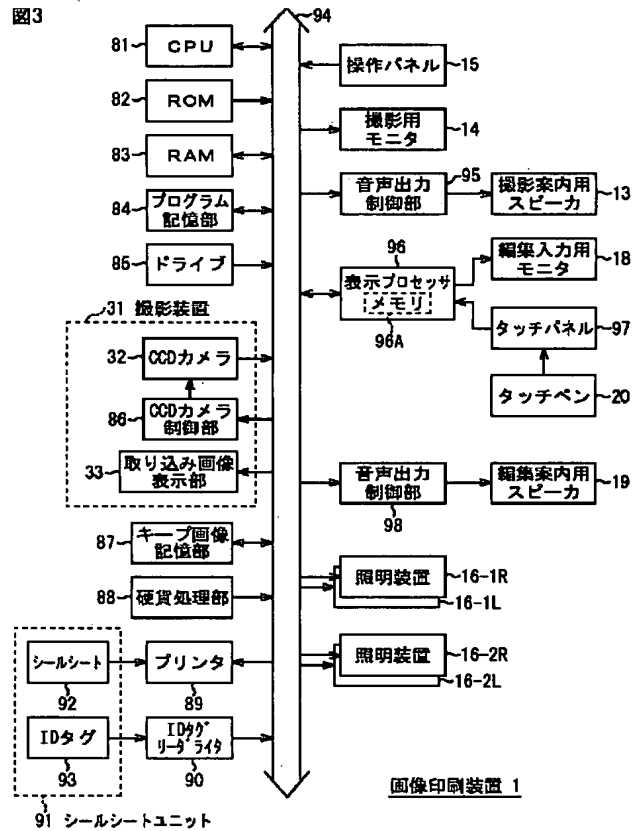 図3
94
81
CPU
82
ROM
83
RAM
84
プログラム
記憶部
85
ドライブ
31 撮影装置
32
CCDカメラ
86
CCDカメラ
制御部
33
取り込み画像
表示部
87
キープ画像
記憶部
88
硬貨処理部
シールシート
92
プリンタ
89
IDタグ
93
IDタグ
リーダライタ
90
91 シールシートユニット
操作パネル
15
撮影用
モニタ
14
音声出力
制御部
95
撮影案内用
スピーカ
13
96
表示プロセッサ
メモリ
96A
編集入力用
モニタ
18
タッチパネル
97
タッチペン
20
音声出力
制御部
98
編集案内用
スピーカ
19
照明装置
16-1R
16-1L
照明装置
16-2R
16-2L
画像印刷装置 1